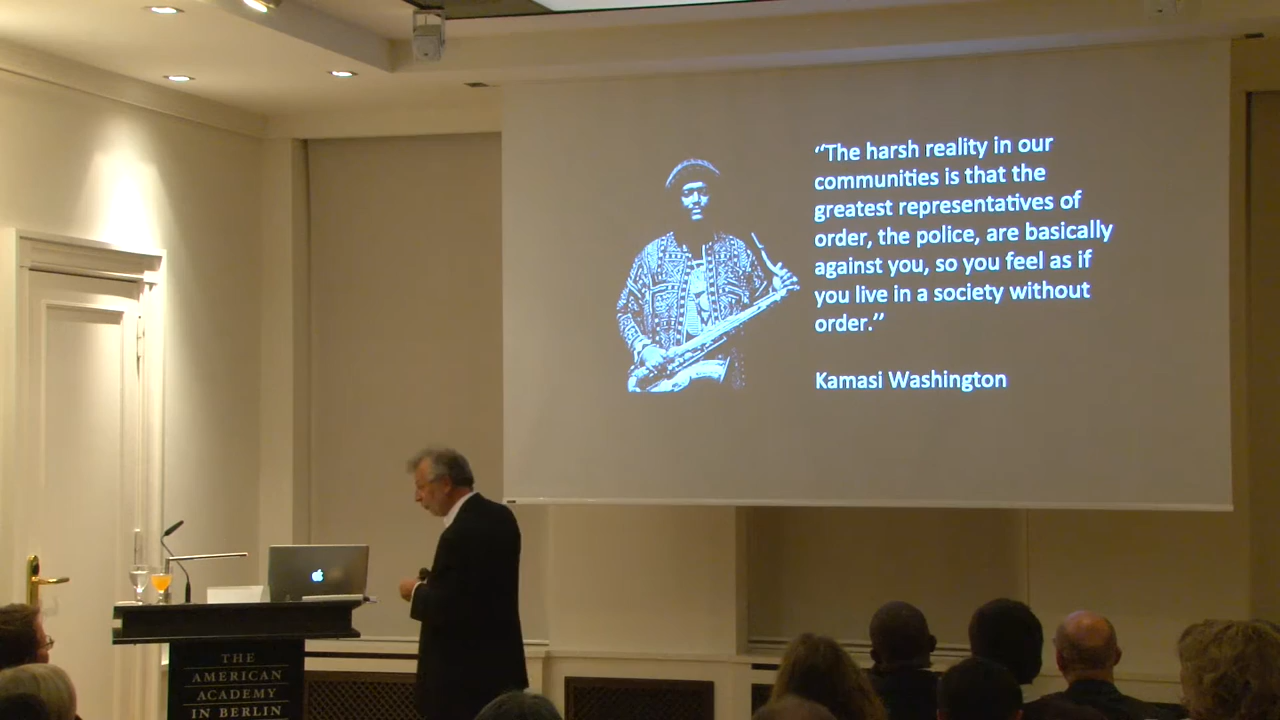 “The harsh reality in our
communities is that the
greatest representatives of
order, the police, are basically
against you, so you feel as if
you live in a society without
order.”
Kamasi Washington
THE
AMERICAN
ACADEMY
IN BERLIN